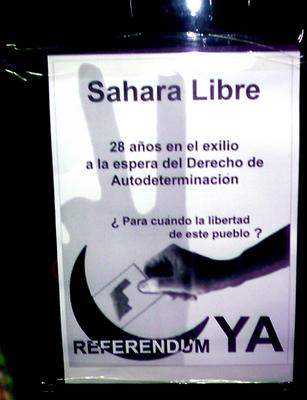 Sahara Libre
28 años en el exilio
a la espera del Derecho de
Autodeterminación
¿ Para cuando la libertad
de este pueblo ?
REFERENDUM YA